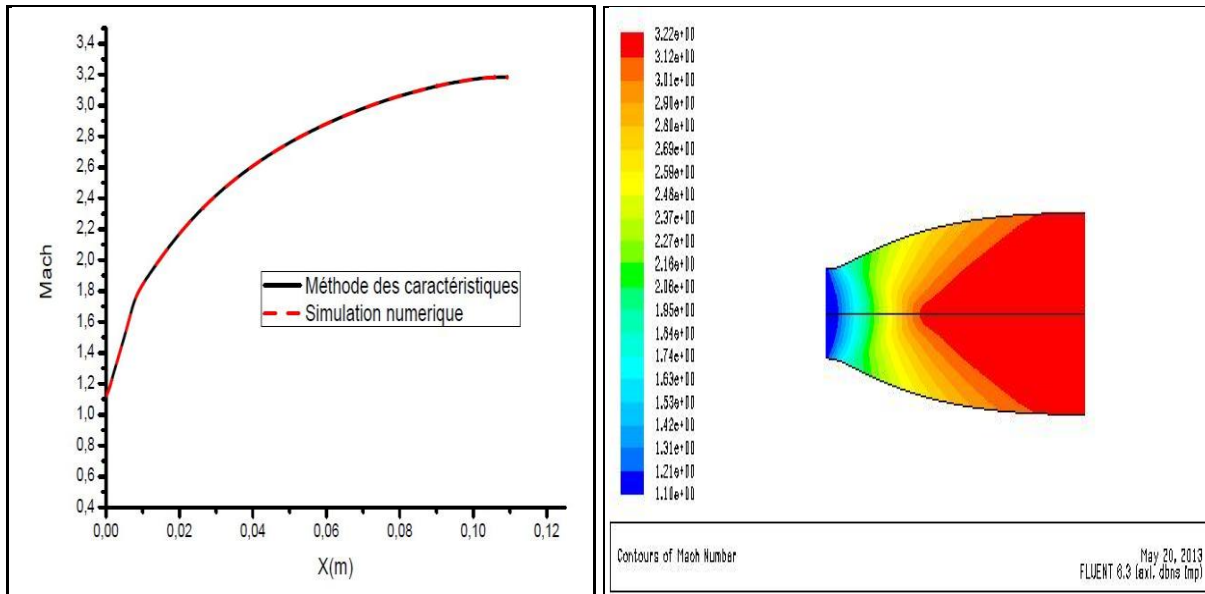 3,4
3,2
3,0
2,8
2,6
2,4
2,2
2,0
1,8
1,6
1,4
1,2
1,0
0,8
0,6
0,4
Mach
Méthode des caractéristiques
Simulation numerique
0,00 0,02 0,04 0,06 0,08 0,10 0,12
X(m)
3.22e+00
3.12e+00
3.01e+00
2.90e+00
2.80e+00
2.69e+00
2.59e+00
2.48e+00
2.37e+00
2.27e+00
2.16e+00
2.06e+00
1.95e+00
1.84e+00
1.74e+00
1.63e+00
1.53e+00
1.42e+00
1.31e+00
1.21e+00
1.10e+00
Contours of Mach Number
May 20, 2013
FLUENT 6.3 (axi, dbns imp)